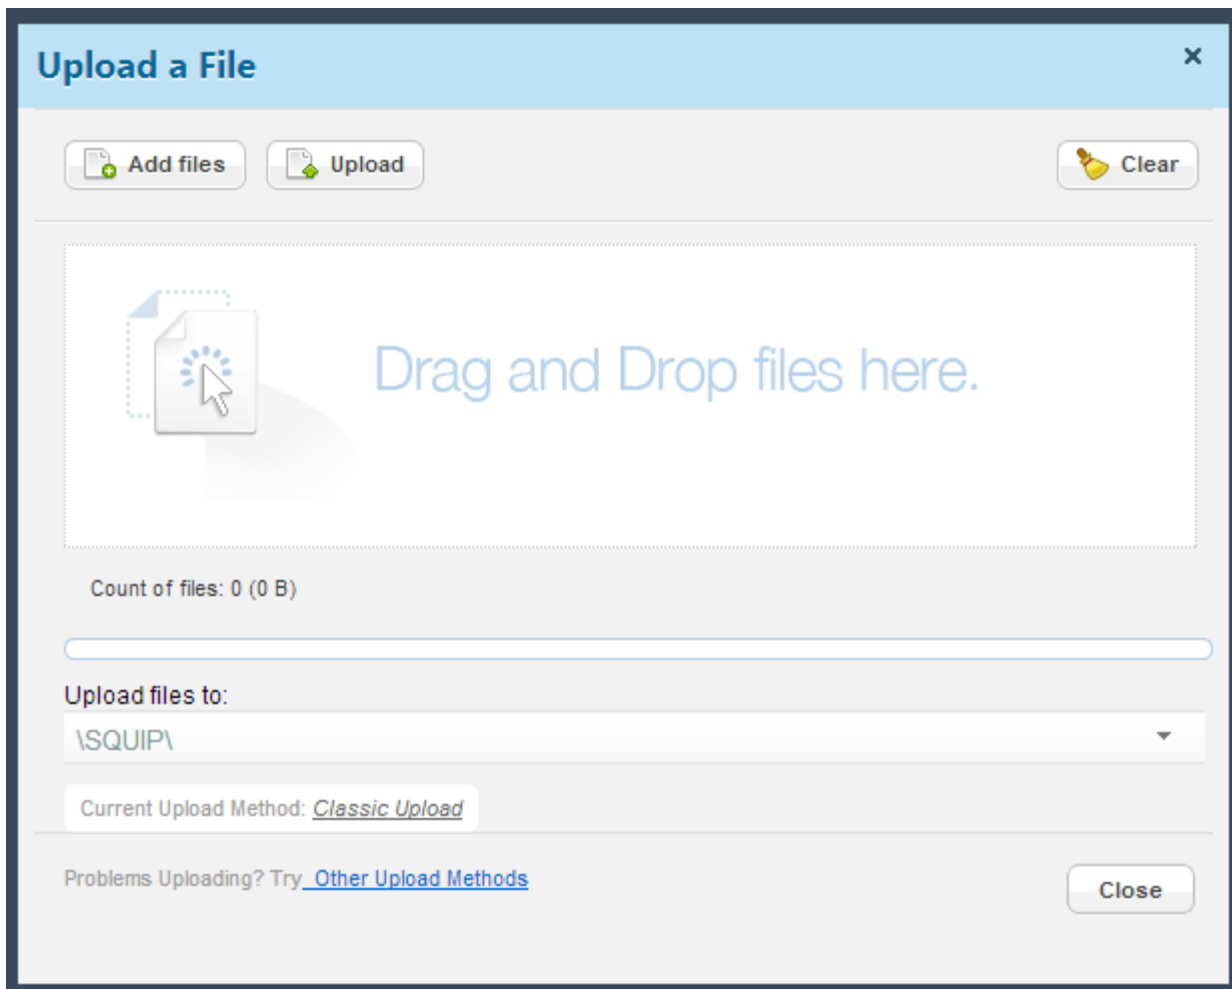 Upload a File
Add files
Upload
Clear
Drag and Drop files here.
Count of files: 0 (0 B)
Upload files to:
\SQUIP\
Current Upload Method: Classic Upload
Problems Uploading? Try Other Upload Methods
Close